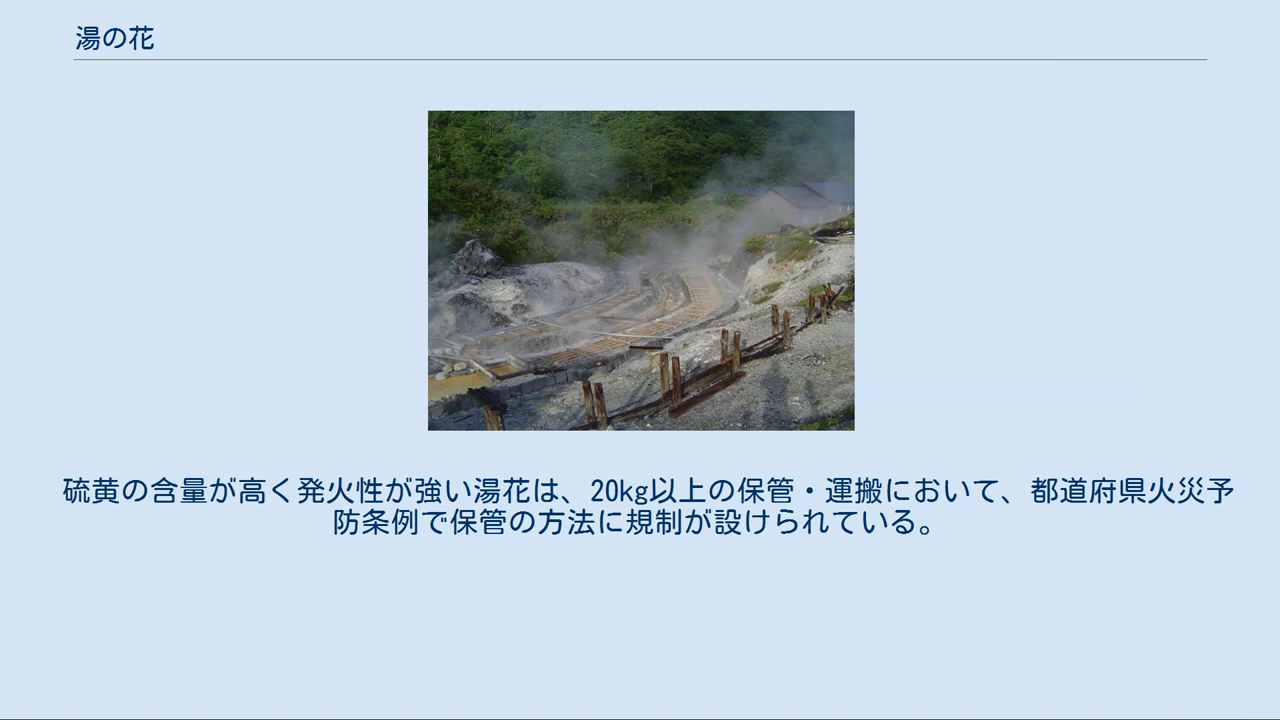 湯の花
硫黄の含量が高く発火性が強い湯花は、20kg以上の保管・運搬において、都道府県火災予
防条例で保管の方法に規制が設けられている。